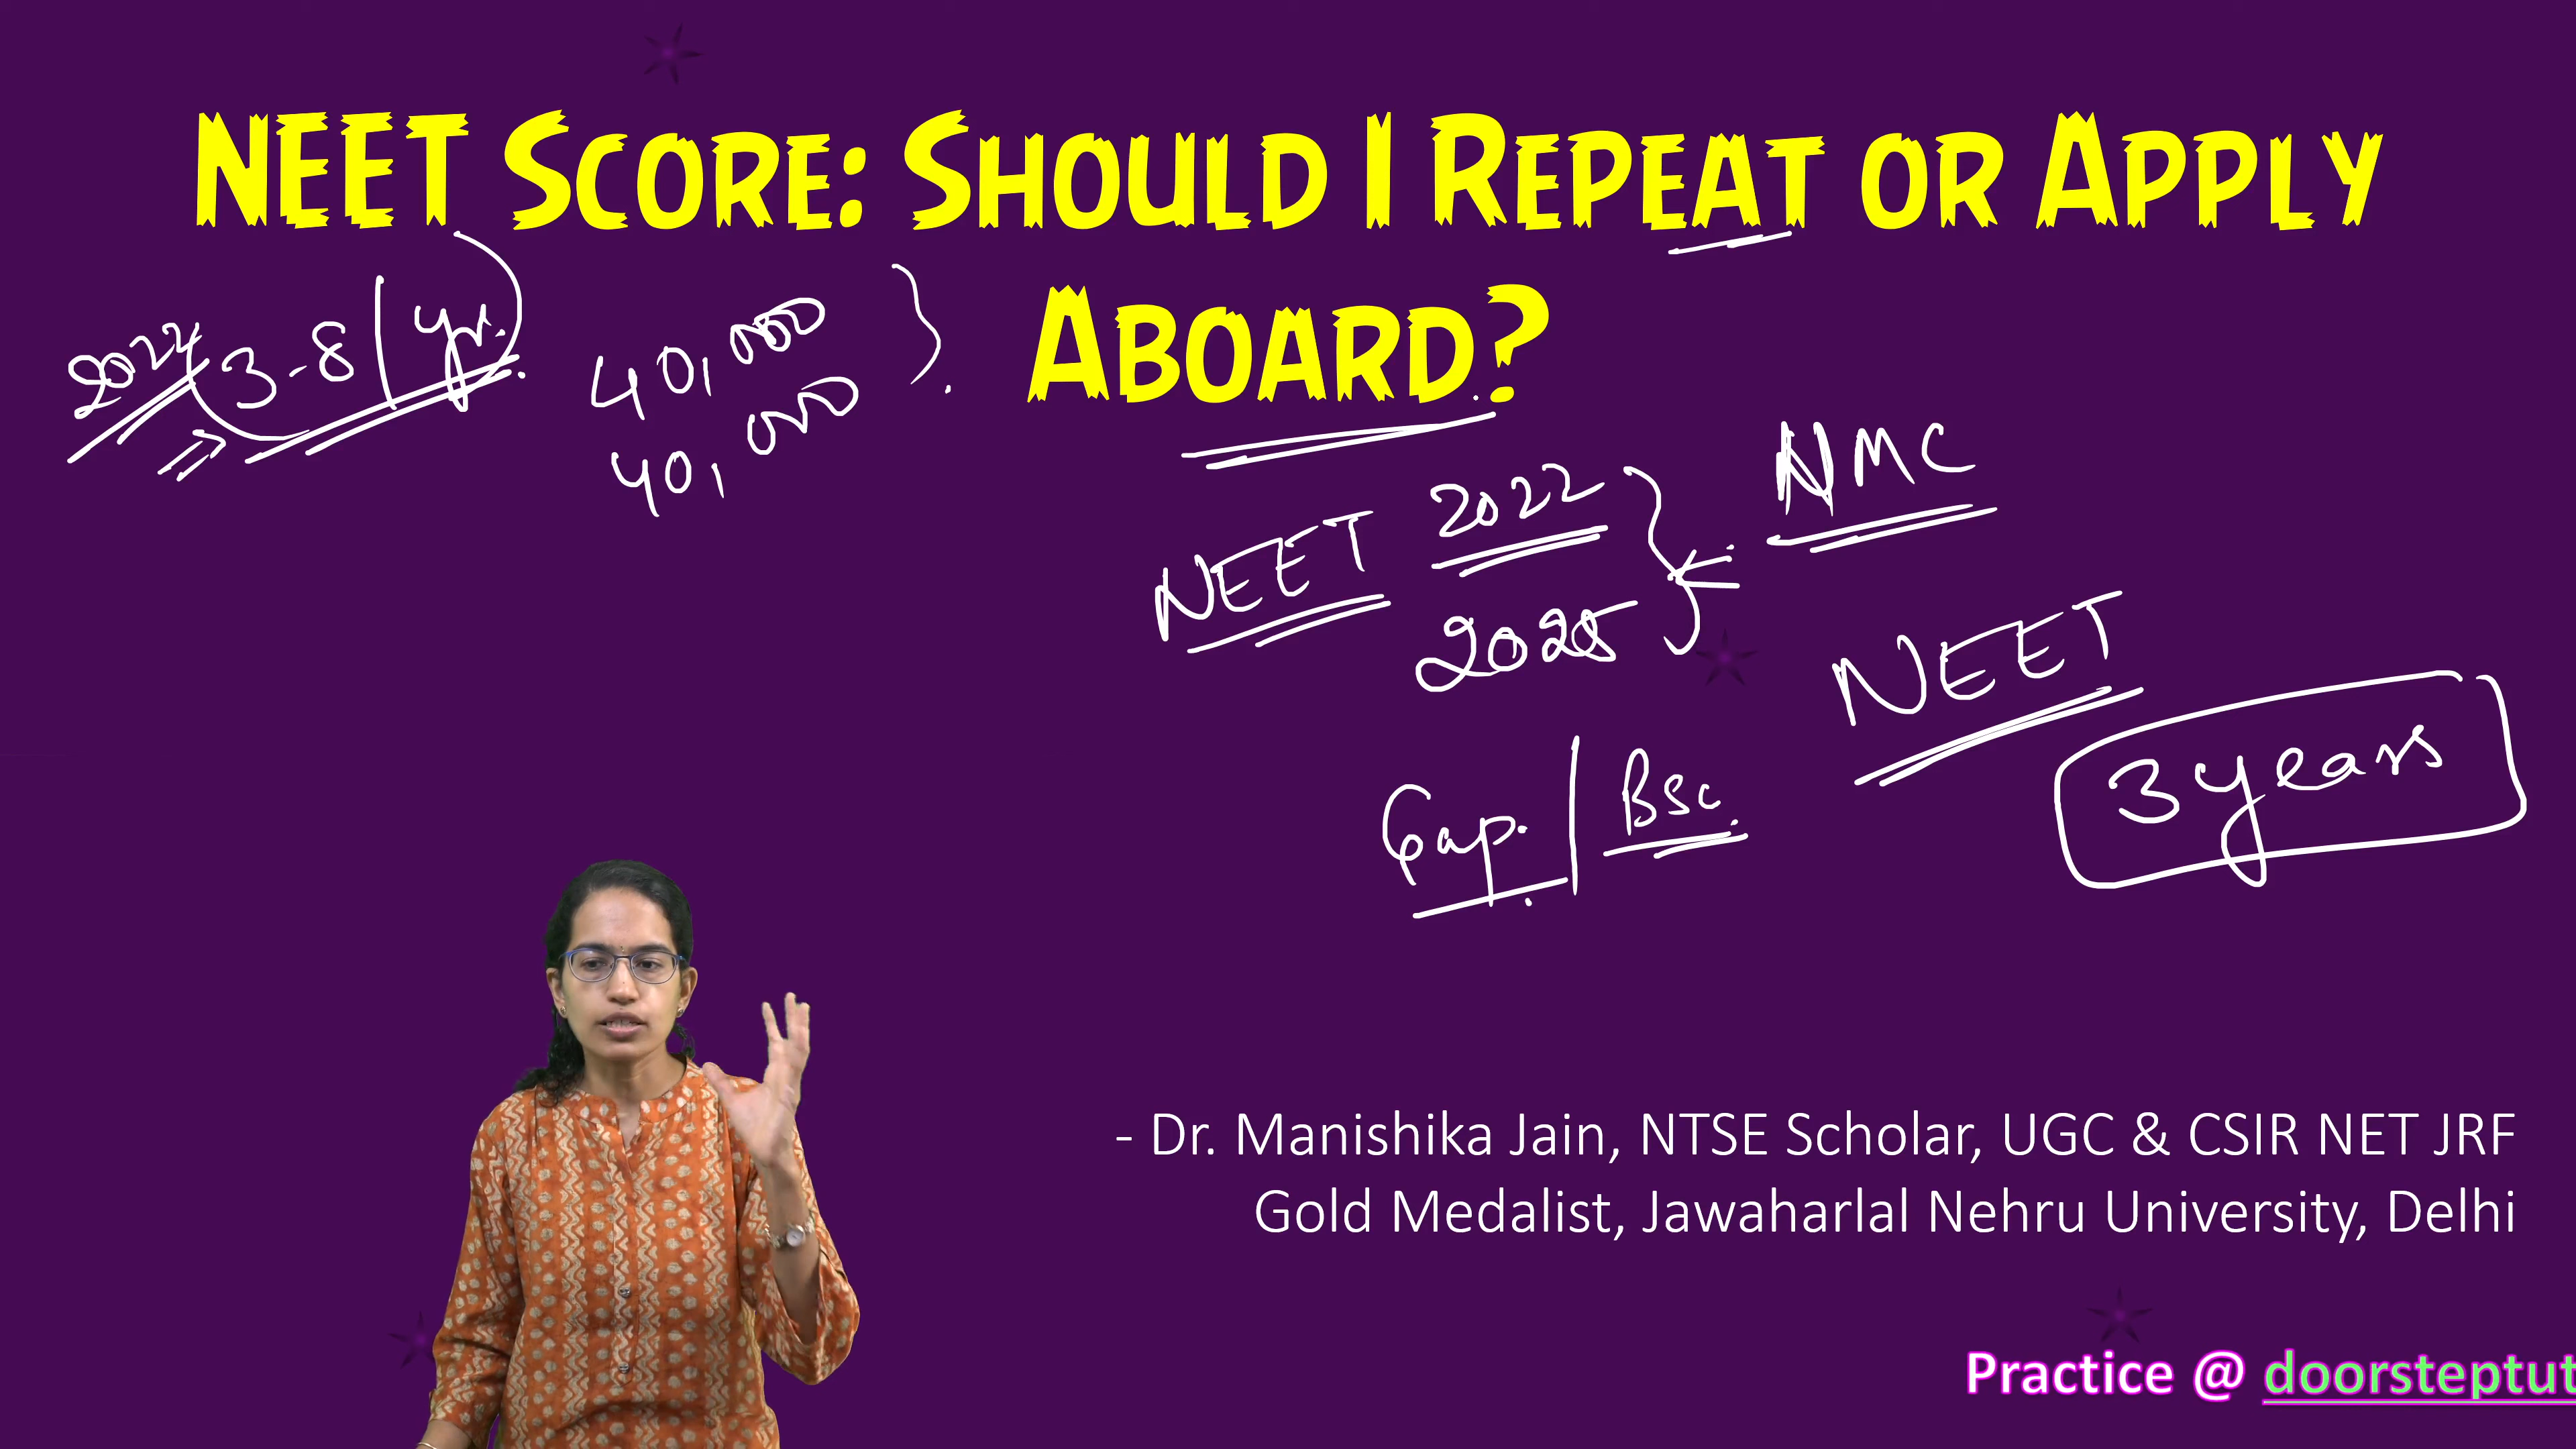 NEET SCORE: SHOULD I REPEAT OR APPLY
ABOARD?
2022 3-8 | yr.
40,000
40,000
NEET 2022
2025
NMC
NEET
3 years
Gap. | Bsc.
- Dr. Manishika Jain, NTSE Scholar, UGC & CSIR NET JRF
Gold Medalist, Jawaharlal Nehru University, Delhi
Practice @ doorsteptut